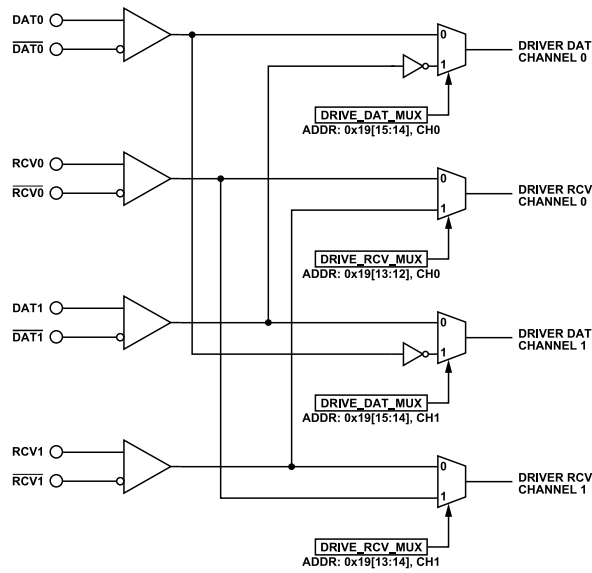 DAT0
DAT0
0
1
DRIVER DAT
CHANNEL 0
DRIVE_DAT_MUX
ADDR: 0x19[15:14], CH0
RCV0
RCV0
0
1
DRIVER RCV
CHANNEL 0
DRIVE_RCV_MUX
ADDR: 0x19[13:12], CH0
DAT1
DAT1
0
1
DRIVER DAT
CHANNEL 1
DRIVE_DAT_MUX
ADDR: 0x19[15:14], CH1
RCV1
RCV1
0
1
DRIVER RCV
CHANNEL 1
DRIVE_RCV_MUX
ADDR: 0x19[13:14], CH1